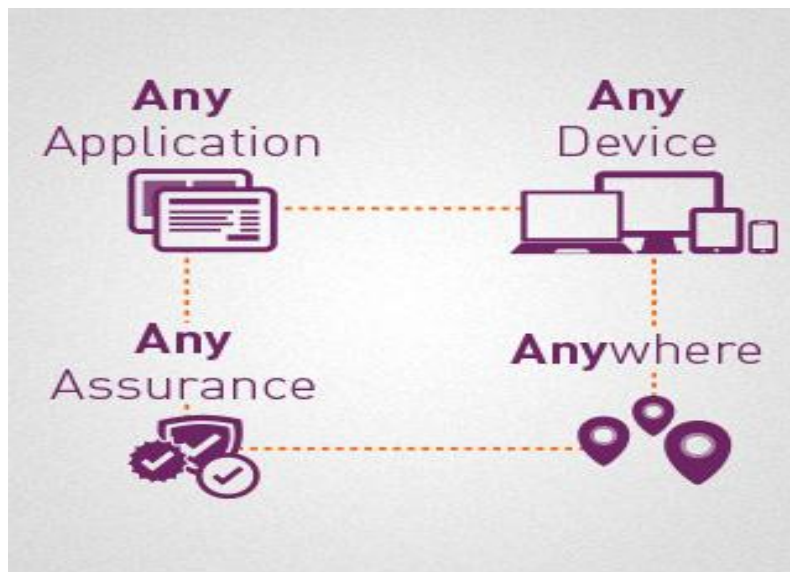 Any
Application
Any
Device
Any
Assurance
Anywhere